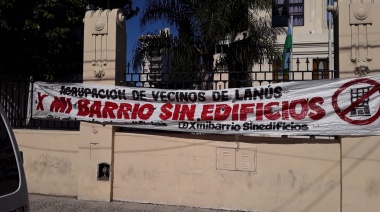 AGRUPACION DE VECINOS DE LANÚS
X MI BARRIO SIN EDIFICIOS
Xmibarrio Sinedificios